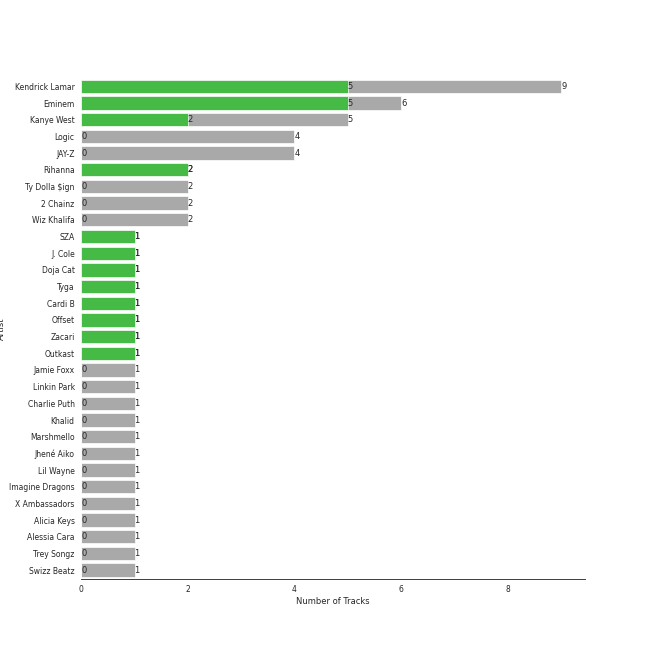 Kendrick Lamar 5 9
Eminem 5 6
Kanye West 2 5
Logic 0 4
JAY-Z 0 4
Rihanna 2
Ty Dolla $ign 0 2
2 Chainz 0 2
Wiz Khalifa 0 2
SZA 1
J. Cole 1
Doja Cat 1
Tyga 1
Cardi B 1
Offset 1
Zacari 1
Outkast 1
Jamie Foxx 0 1
Linkin Park 0 1
Charlie Puth 0 1
Khalid 0 1
Marshmello 0 1
Jhené Aiko 0 1
Lil Wayne 0 1
Imagine Dragons 0 1
X Ambassadors 0 1
Alicia Keys 0 1
Alessia Cara 0 1
Trey Songz 0 1
Swizz Beatz 0 1
0 2 4 6 8
Number of Tracks
Artist